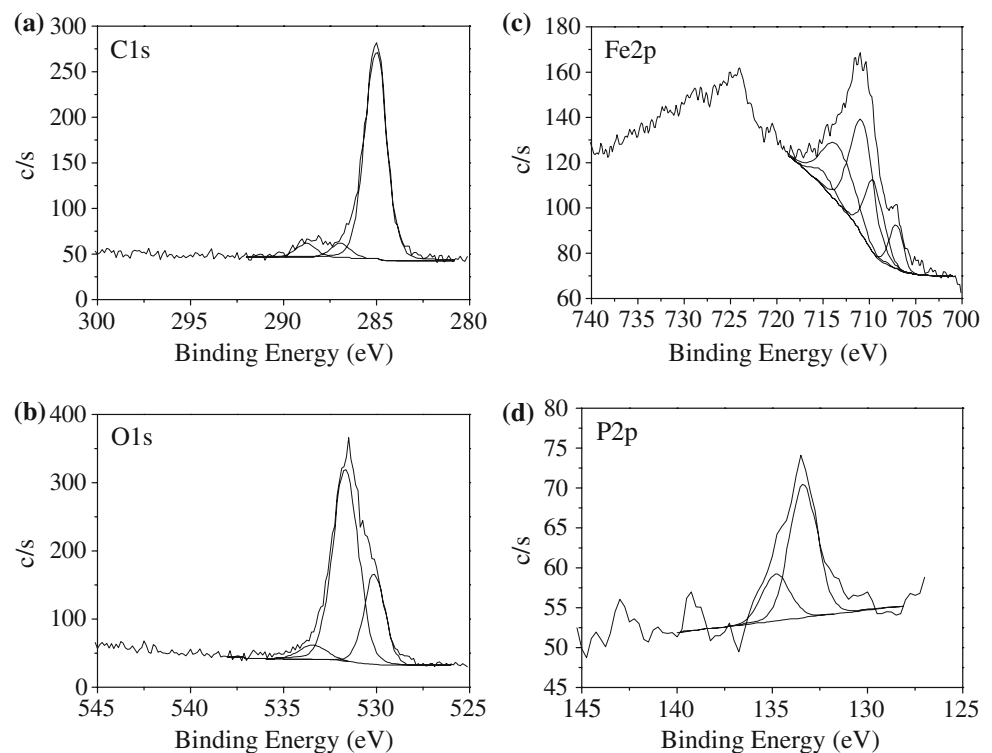 (a)
C1s
c/s
300
250
200
150
100
50
0
300 295 290 285 280
Binding Energy (eV)
(b)
O1s
c/s
400
300
200
100
0
545 540 535 530 525
Binding Energy (eV)
(c)
Fe2p
c/s
180
160
140
120
100
80
60
740 735 730 725 720 715 710 705 700
Binding Energy (eV)
(d)
P2p
c/s
80
75
70
65
60
55
50
45
145 140 135 130 125
Binding Energy (eV)